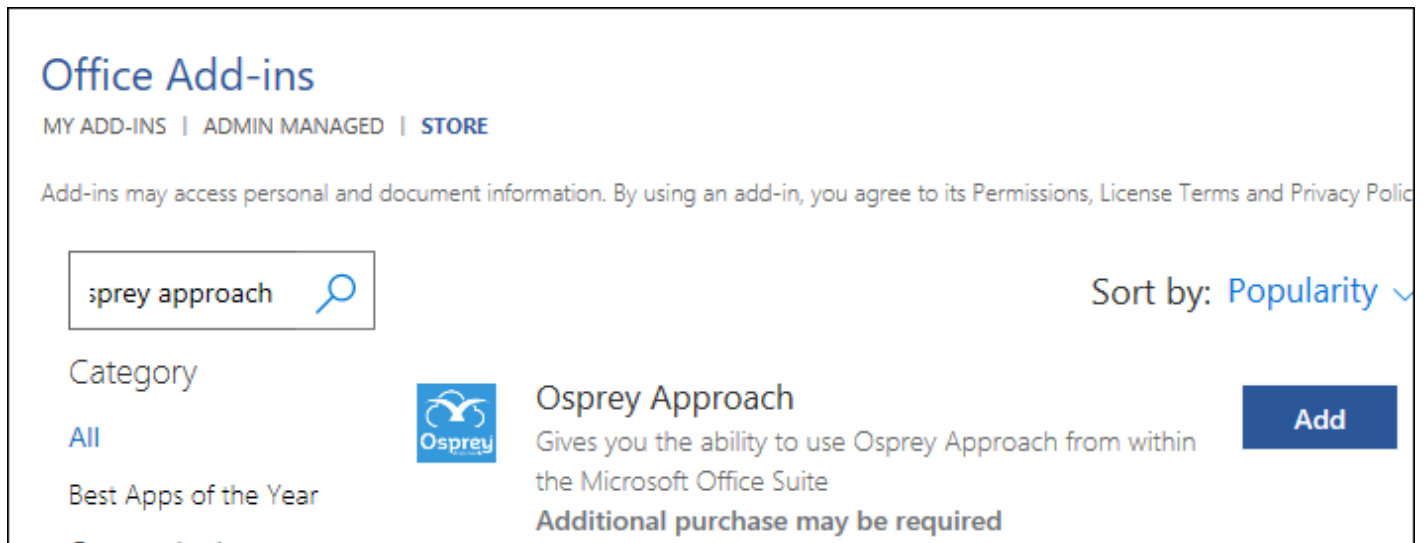 Office Add-ins
MY ADD-INS | ADMIN MANAGED | STORE
Add-ins may access personal and document information. By using an add-in, you agree to its Permissions, License Terms and Privacy Polic
sprey approach
Sort by: Popularity
Category
All
Best Apps of the Year
Osprey
Osprey Approach
Gives you the ability to use Osprey Approach from within
the Microsoft Office Suite
Additional purchase may be required
Add